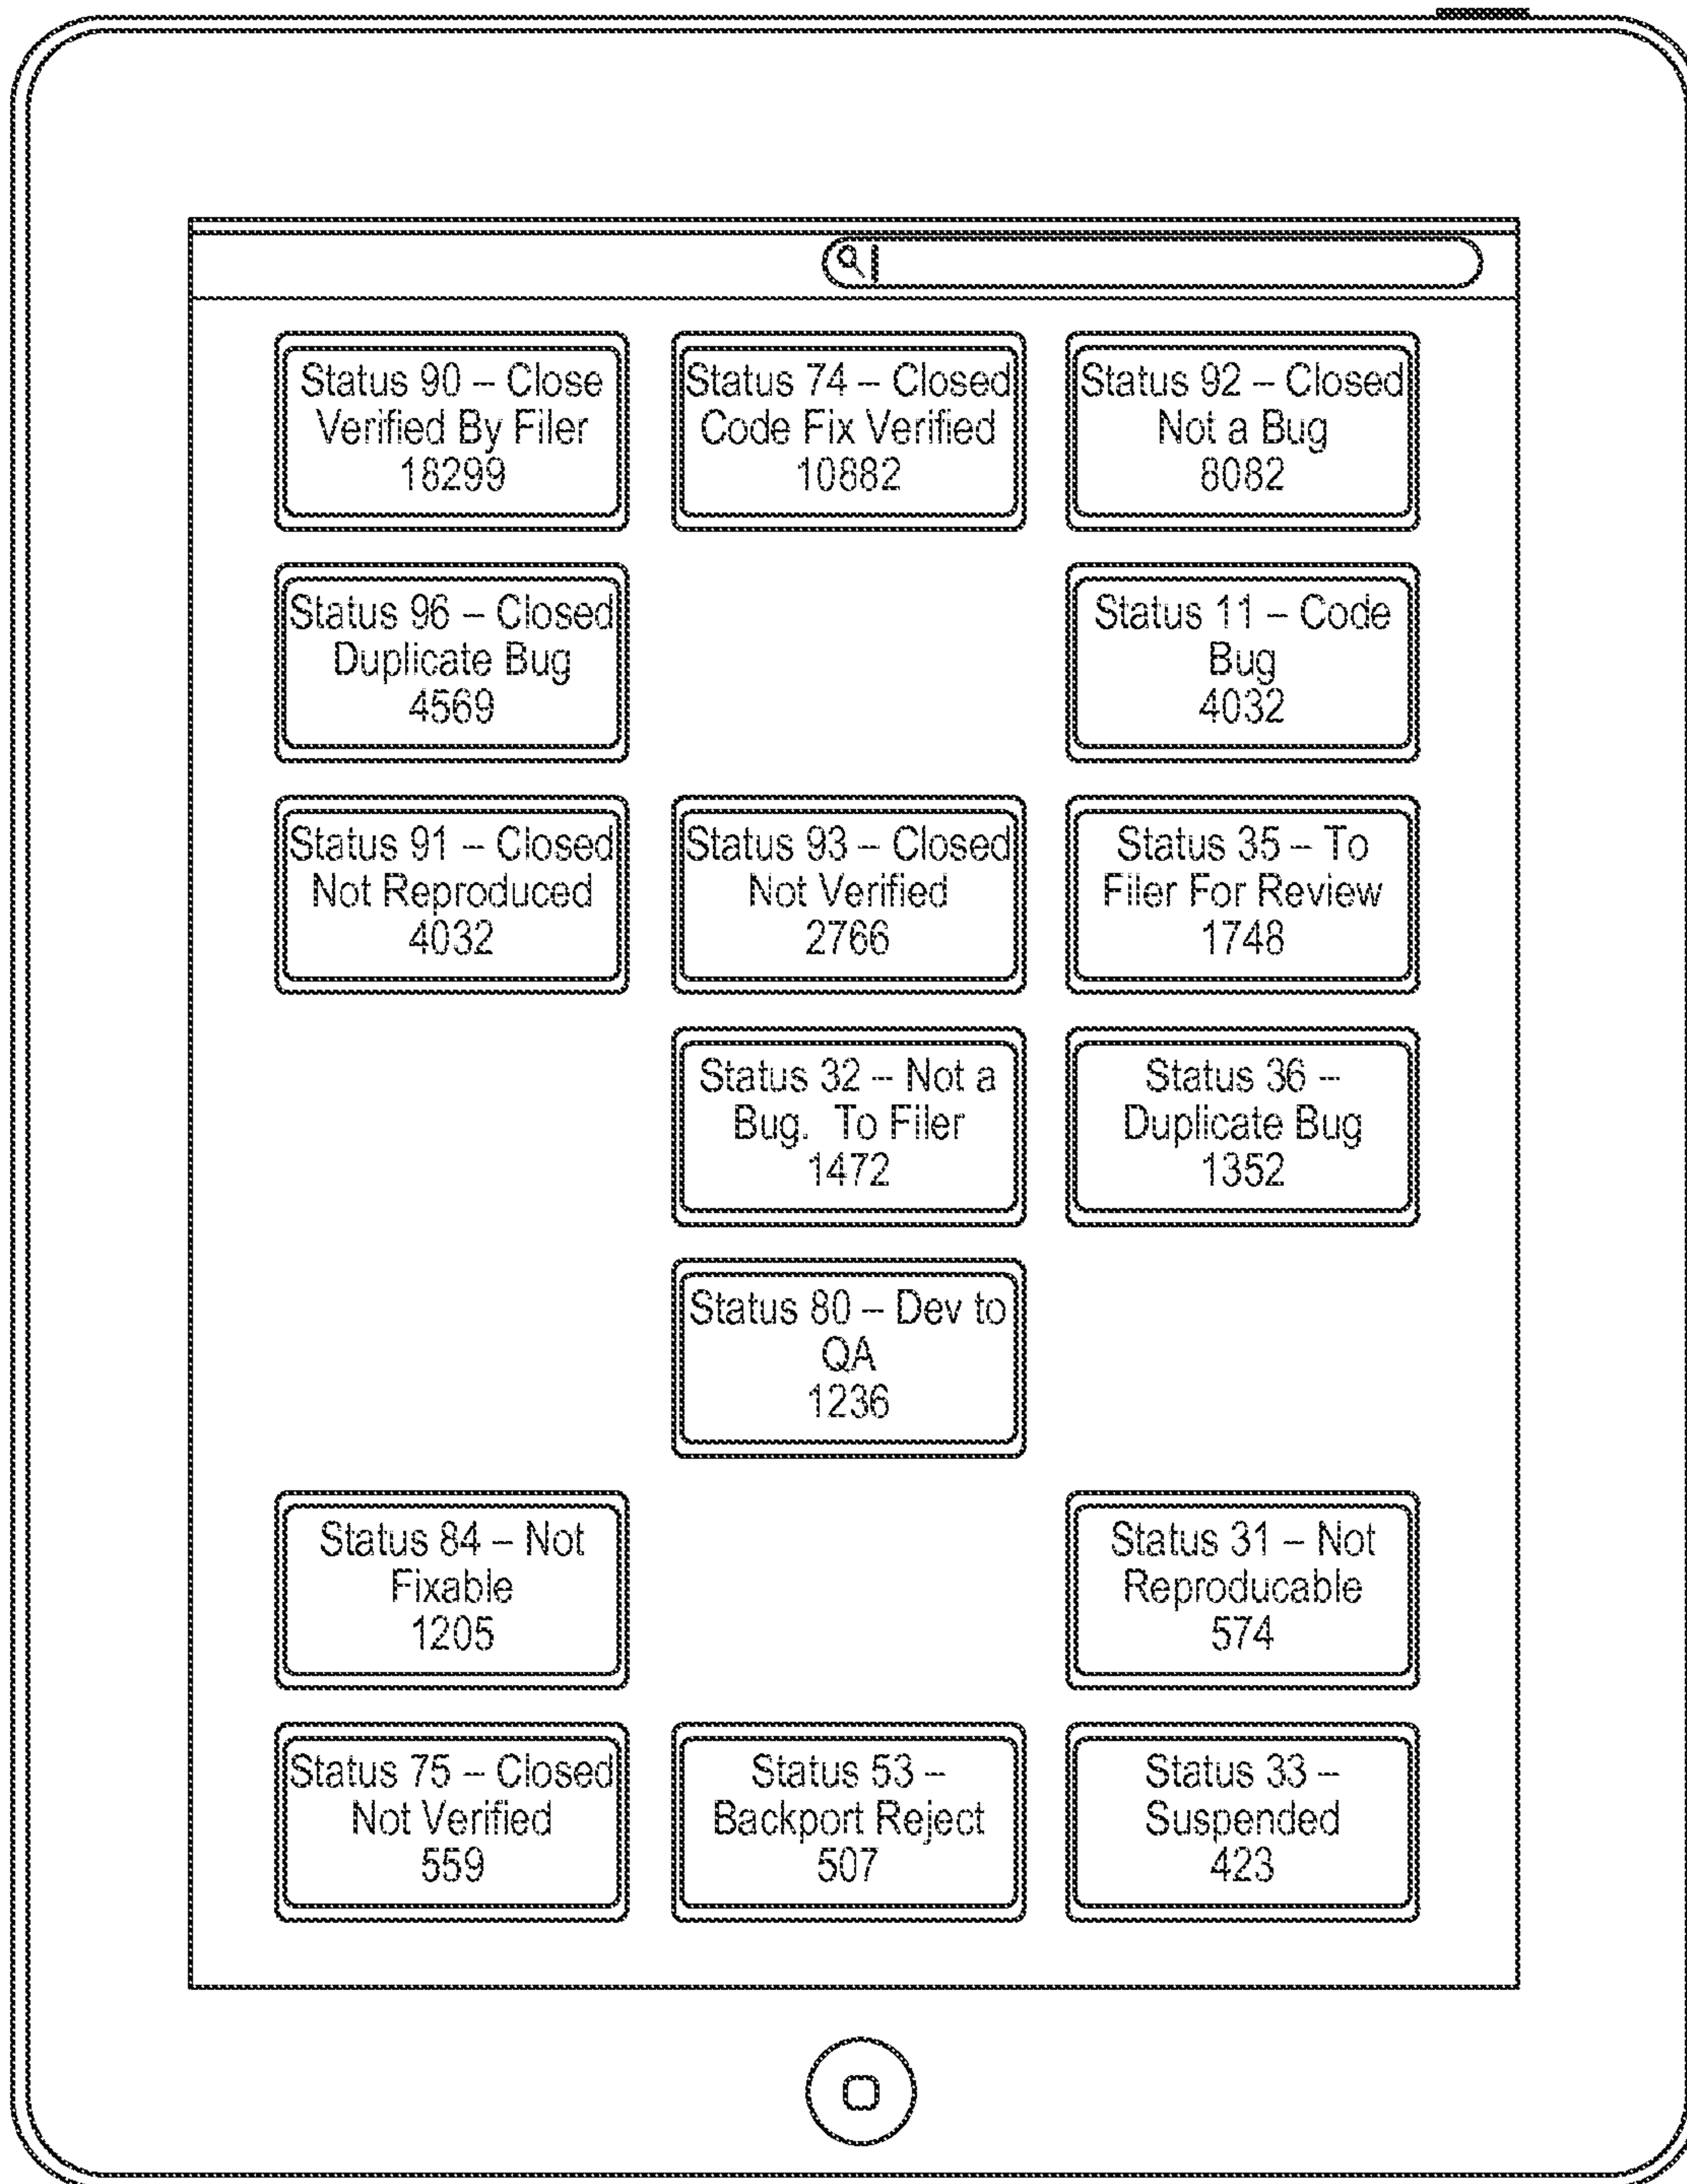 Status 90 – Close
Verified By Filer
18299
Status 74 – Closed
Code Fix Verified
10882
Status 92 – Closed
Not a Bug
8082
Status 96 – Closed
Duplicate Bug
4569
Status 11 – Code
Bug
4032
Status 91 – Closed
Not Reproduced
4032
Status 93 – Closed
Not Verified
2766
Status 35 – To
Filer For Review
1748
Status 32 – Not a
Bug.  To Filer
1472
Status 36 –
Duplicate Bug
1352
Status 80 – Dev to
QA
1236
Status 84 – Not
Fixable
1205
Status 31 – Not
Reproducable
574
Status 75 – Closed
Not Verified
559
Status 53 –
Backport Reject
507
Status 33 –
Suspended
423